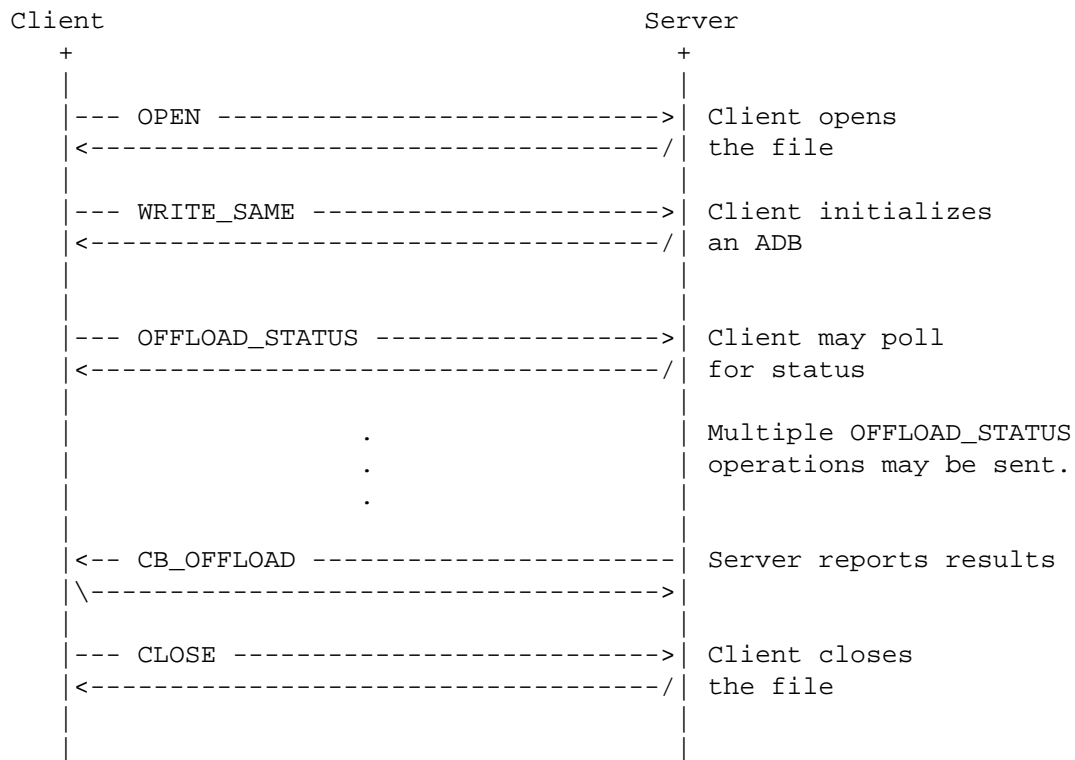 Client                                  Server
   +                                      +
   |                                      |
   |--- OPEN ---------------------------->| Client opens
   |<------------------------------------/| the file
   |                                      |
   |--- WRITE_SAME ---------------------->| Client initializes
   |<------------------------------------/| an ADB
   |                                      |
   |                                      |
   |--- OFFLOAD_STATUS ------------------>| Client may poll
   |<------------------------------------/| for status
   |                                      |
   |                  .                   | Multiple OFFLOAD_STATUS
   |                  .                   | operations may be sent.
   |                  .                   |
   |                                      |
   |<-- CB_OFFLOAD -----------------------| Server reports results
   |\------------------------------------>|
   |                                      |
   |--- CLOSE --------------------------->| Client closes
   |<------------------------------------/| the file
   |                                      |
   |                                      |